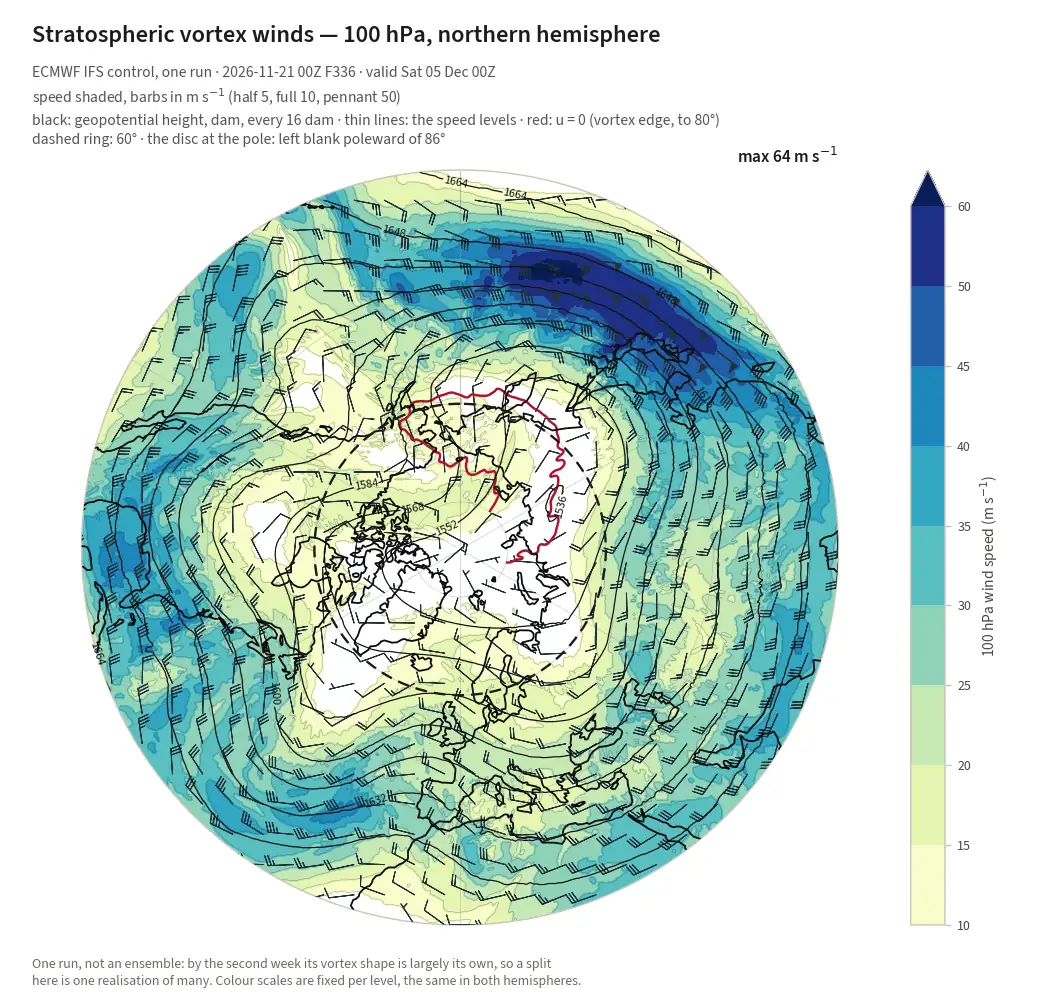 Stratospheric vortex winds — 100 hPa, northern hemisphere
ECMWF IFS control, one run · 2026-11-21 00Z F336 · valid Sat 05 Dec 00Z
speed shaded, barbs in m s⁻¹ (half 5, full 10, pennant 50)
black: geopotential height, dam, every 16 dam · thin lines: the speed levels · red: u = 0 (vortex edge, to 80°)
dashed ring: 60° · the disc at the pole: left blank poleward of 86°
max 64 m s⁻¹
1664
1664
1648
1584
1568
1552
1536
1664
1600
1632
60
50
45
40
35
30
25
20
15
10
100 hPa wind speed (m s⁻¹)
One run, not an ensemble: by the second week its vortex shape is largely its own, so a split
here is one realisation of many. Colour scales are fixed per level, the same in both hemispheres.